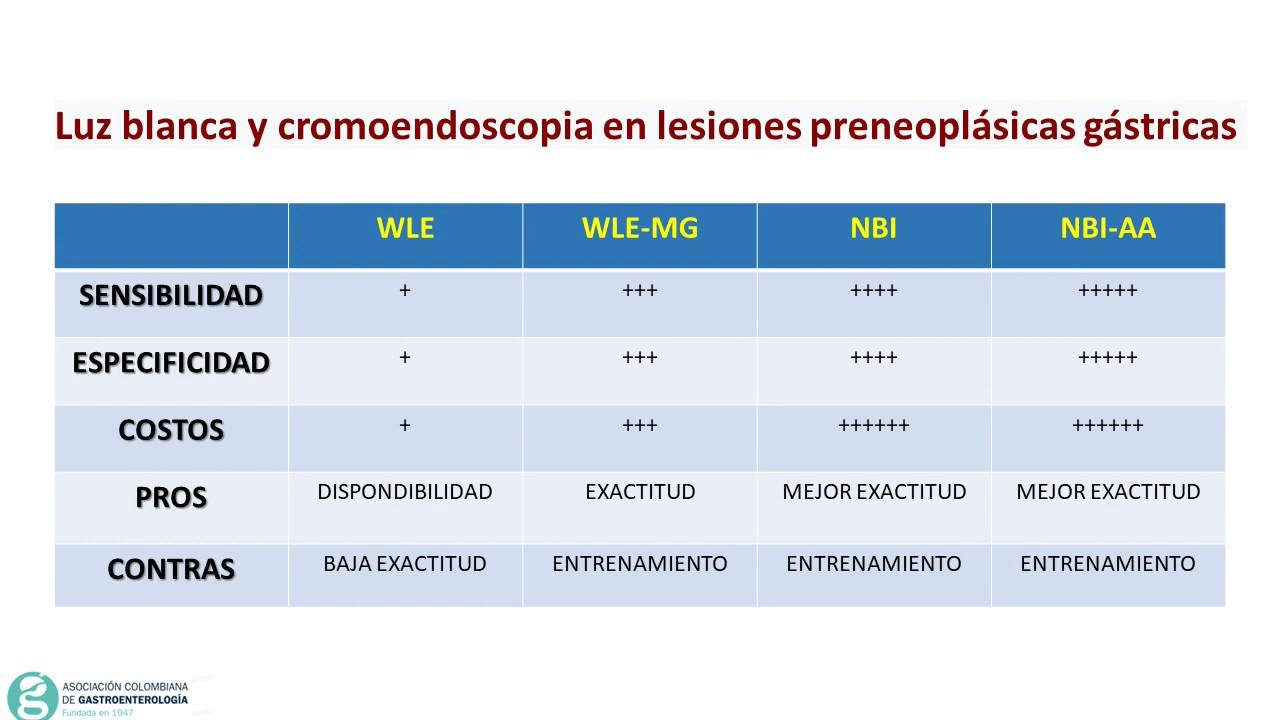 Luz blanca y cromoendoscopia en lesiones preneoplásicas gástricas
WLE WLE-MG NBI NBI-AA
SENSIBILIDAD + +++ ++++ +++++
ESPECIFICIDAD + +++ ++++ +++++
COSTOS + +++ ++++++ ++++++
PROS DISPONDIBILIDAD EXACTITUD MEJOR EXACTITUD MEJOR EXACTITUD
CONTRAS BAJA EXACTITUD ENTRENAMIENTO ENTRENAMIENTO ENTRENAMIENTO
ASOCIACIÓN COLOMBIANA
DE GASTROENTEROLOGÍA
Fundada en 1947